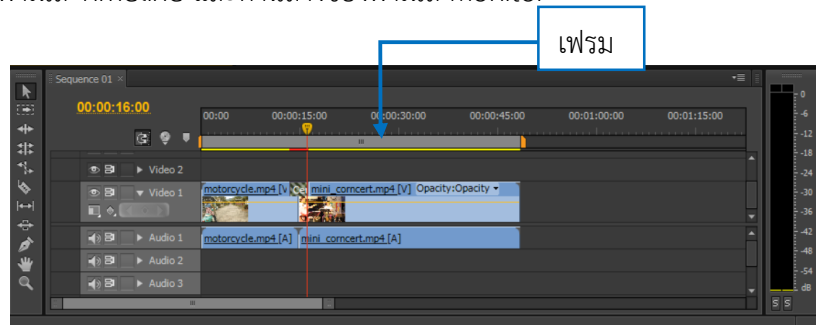 เฟรม
Sequence 01 ×
00:00:16:00
00:00 00:00:15:00 00:00:30:00 00:00:45:00 00:01:00:00 00:01:15:00
Video 2
Video 1
motorcycle.mp4 [V mini_corncert.mp4 [V] Opacity:Opacity
Audio 1
motorcycle.mp4 [A] mini_corncert.mp4 [A]
Audio 2
Audio 3
0
-6
-12
-18
-24
-30
-36
-42
-48
-54
dB
S S